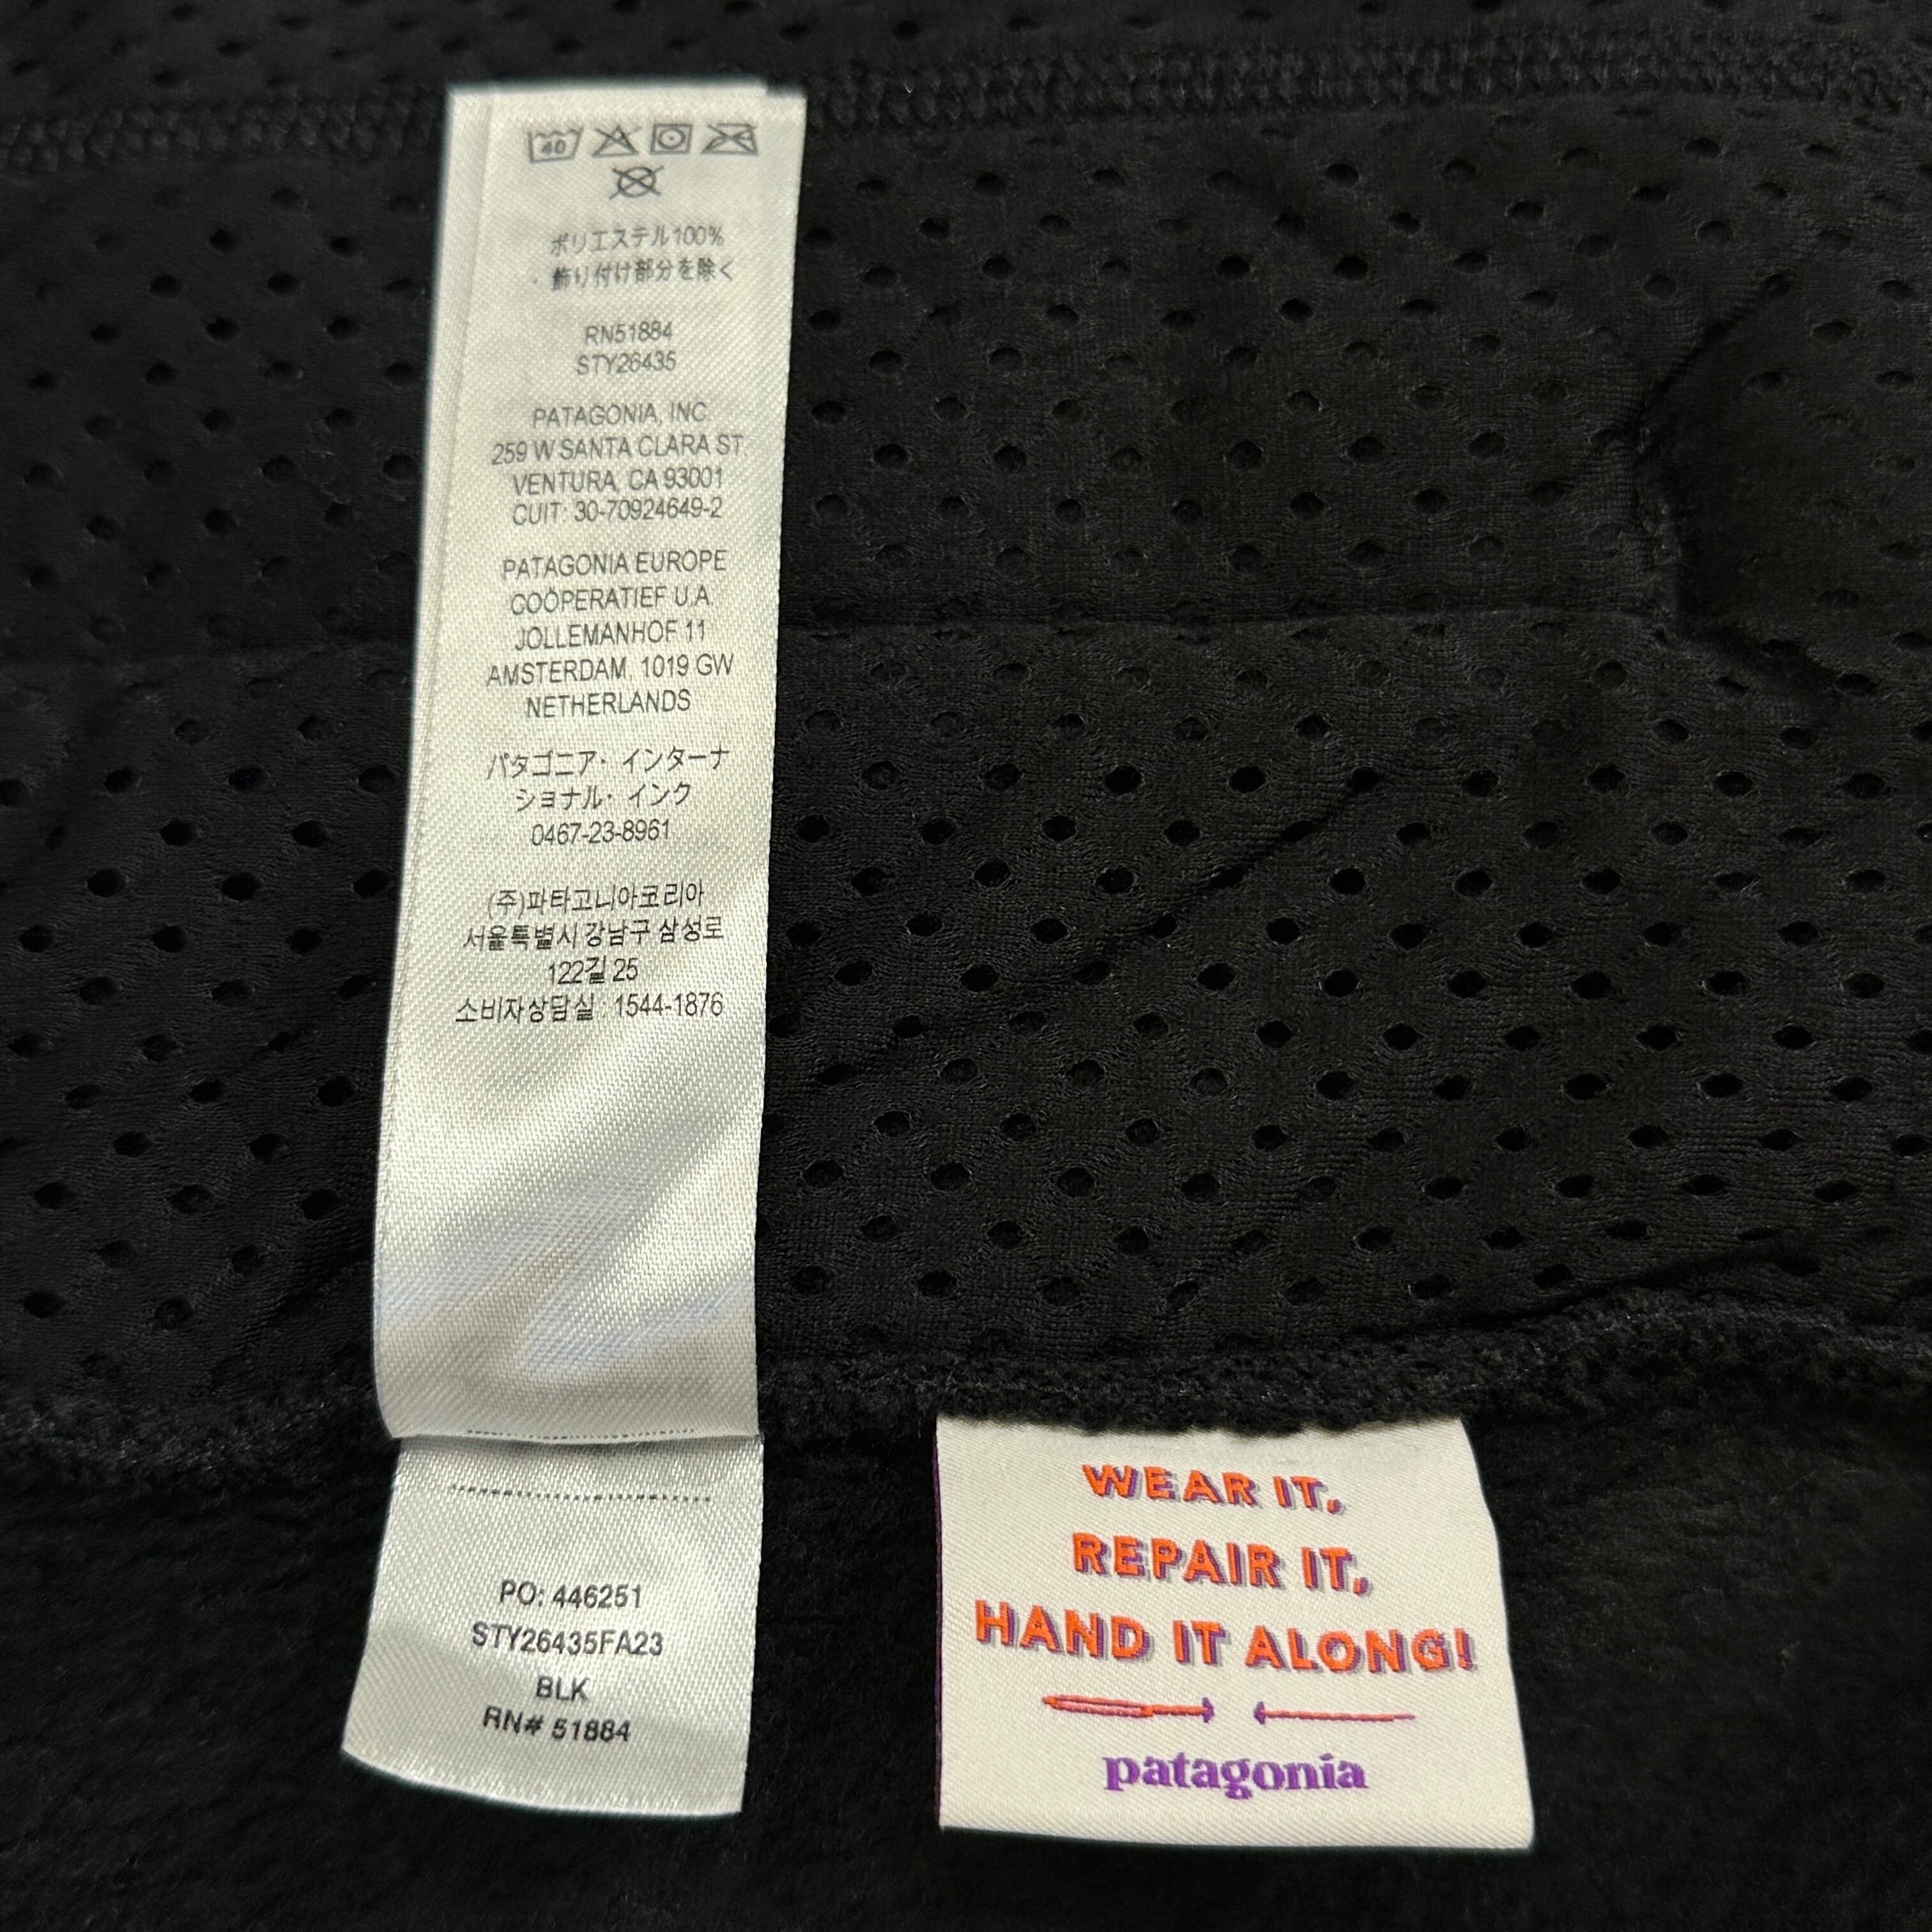 40
ポリエステル100%
・飾り付け部分を除く
RN51884
STY26435
PATAGONIA, INC
259 W SANTA CLARA ST.
VENTURA, CA 93001
CUIT: 30-70924649-2
PATAGONIA EUROPE
COÖPERATIEF U.A.
JOLLEMANHOF 11
AMSTERDAM, 1019 GW
NETHERLANDS
パタゴニア・インターナ
ショナル・インク
0467-23-8961
(주)파타고니아코리아
서울특별시 강남구 삼성로
122길 25
소비자상담실 : 1544-1876
PO: 446251
STY26435FA23
BLK
RN# 51884
WEAR IT,
REPAIR IT,
HAND IT ALONG!
patagonia